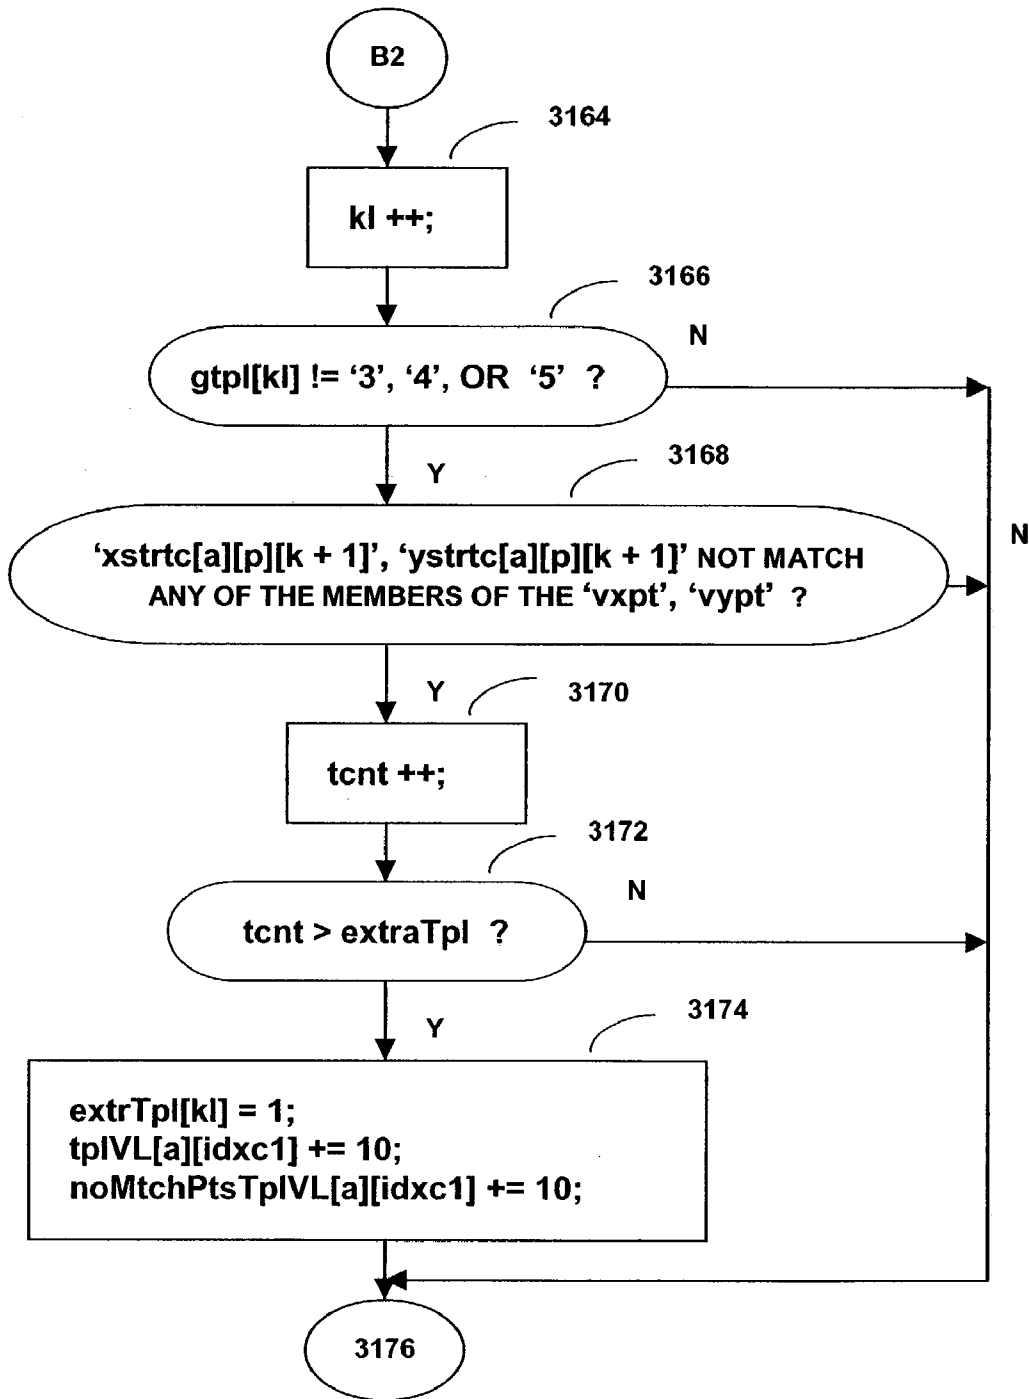 B2
3164
kl ++;
3166
N
gtpl[kl] != ‘3’, ‘4’, OR ‘5’ ?
Y
3168
N
‘xstrtc[a][p][k + 1]’, ‘ystrtc[a][p][k + 1]’ NOT MATCH
ANY OF THE MEMBERS OF THE ‘vxpt’, ‘vypt’ ?
Y
3170
tcnt ++;
3172
N
tcnt > extraTpl ?
Y
3174
extrTpl[kl] = 1;
tplVL[a][idxc1] += 10;
noMtchPtsTplVL[a][idxc1] += 10;
3176